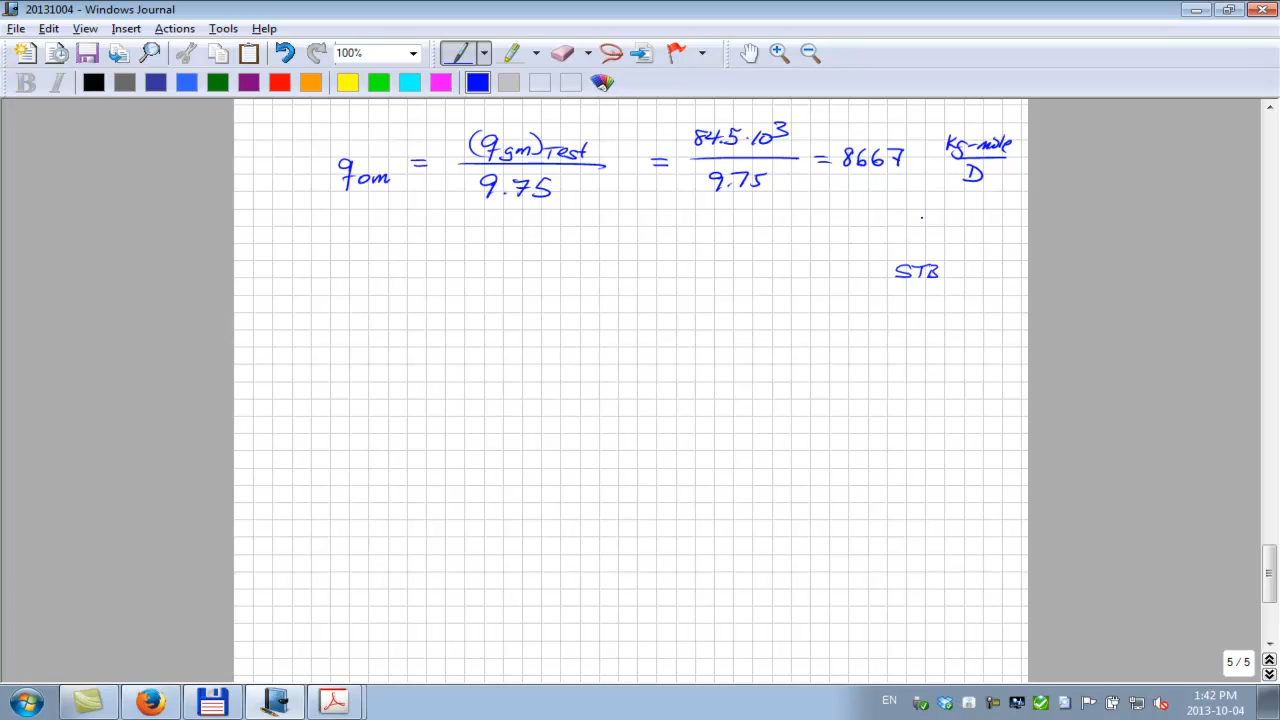 20131004 - Windows Journal
File Edit View Insert Actions Tools Help
100%
B I
q_om = (q_gm)_Test / 9.75 = 84.5·10^3 / 9.75 = 8667 kg-mole / D
STB
5 / 5
EN
1:42 PM
2013-10-04